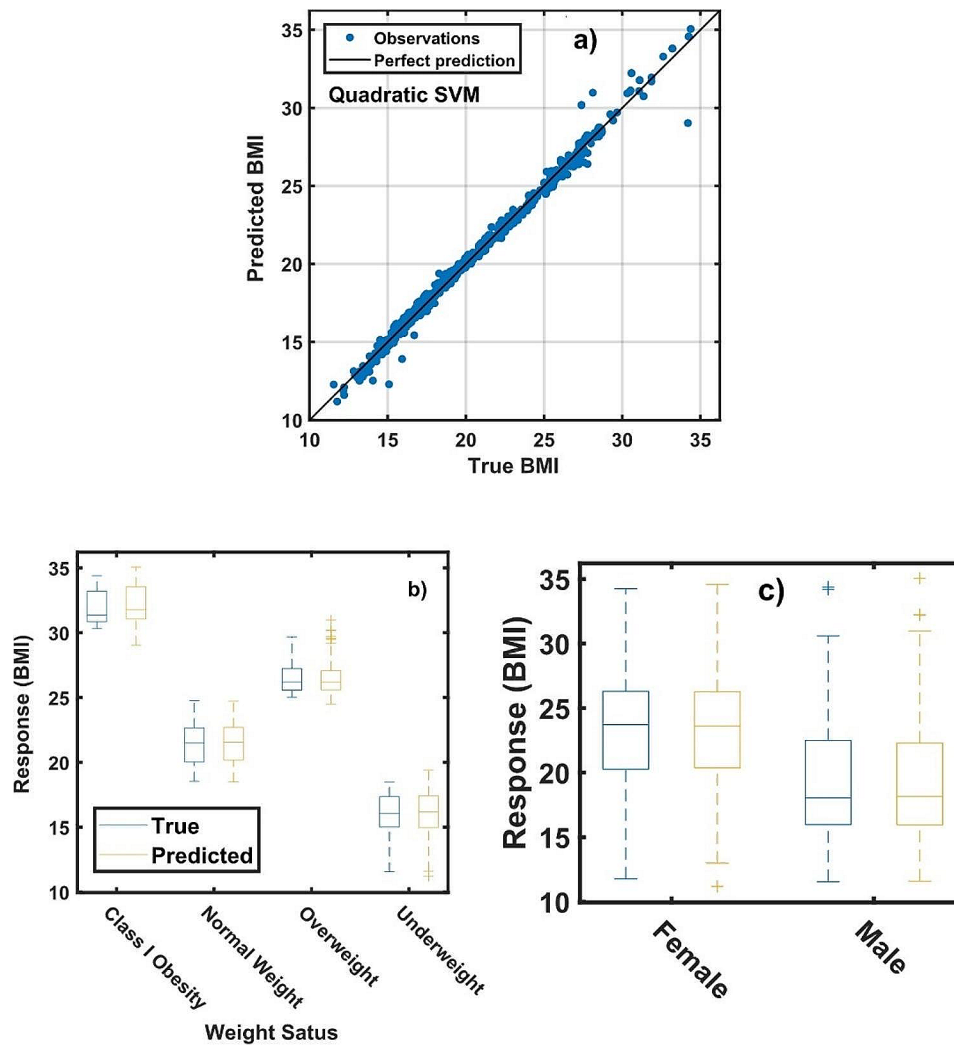 35
30
25
20
15
10
Predicted BMI
Observations
Perfect prediction
a)
Quadratic SVM
10 15 20 25 30 35
True BMI
35
30
25
20
15
10
Response (BMI)
b)
True
Predicted
Class I Obesity
Normal Weight
Overweight
Underweight
Weight Satus
35
30
25
20
15
10
Response (BMI)
c)
Female
Male